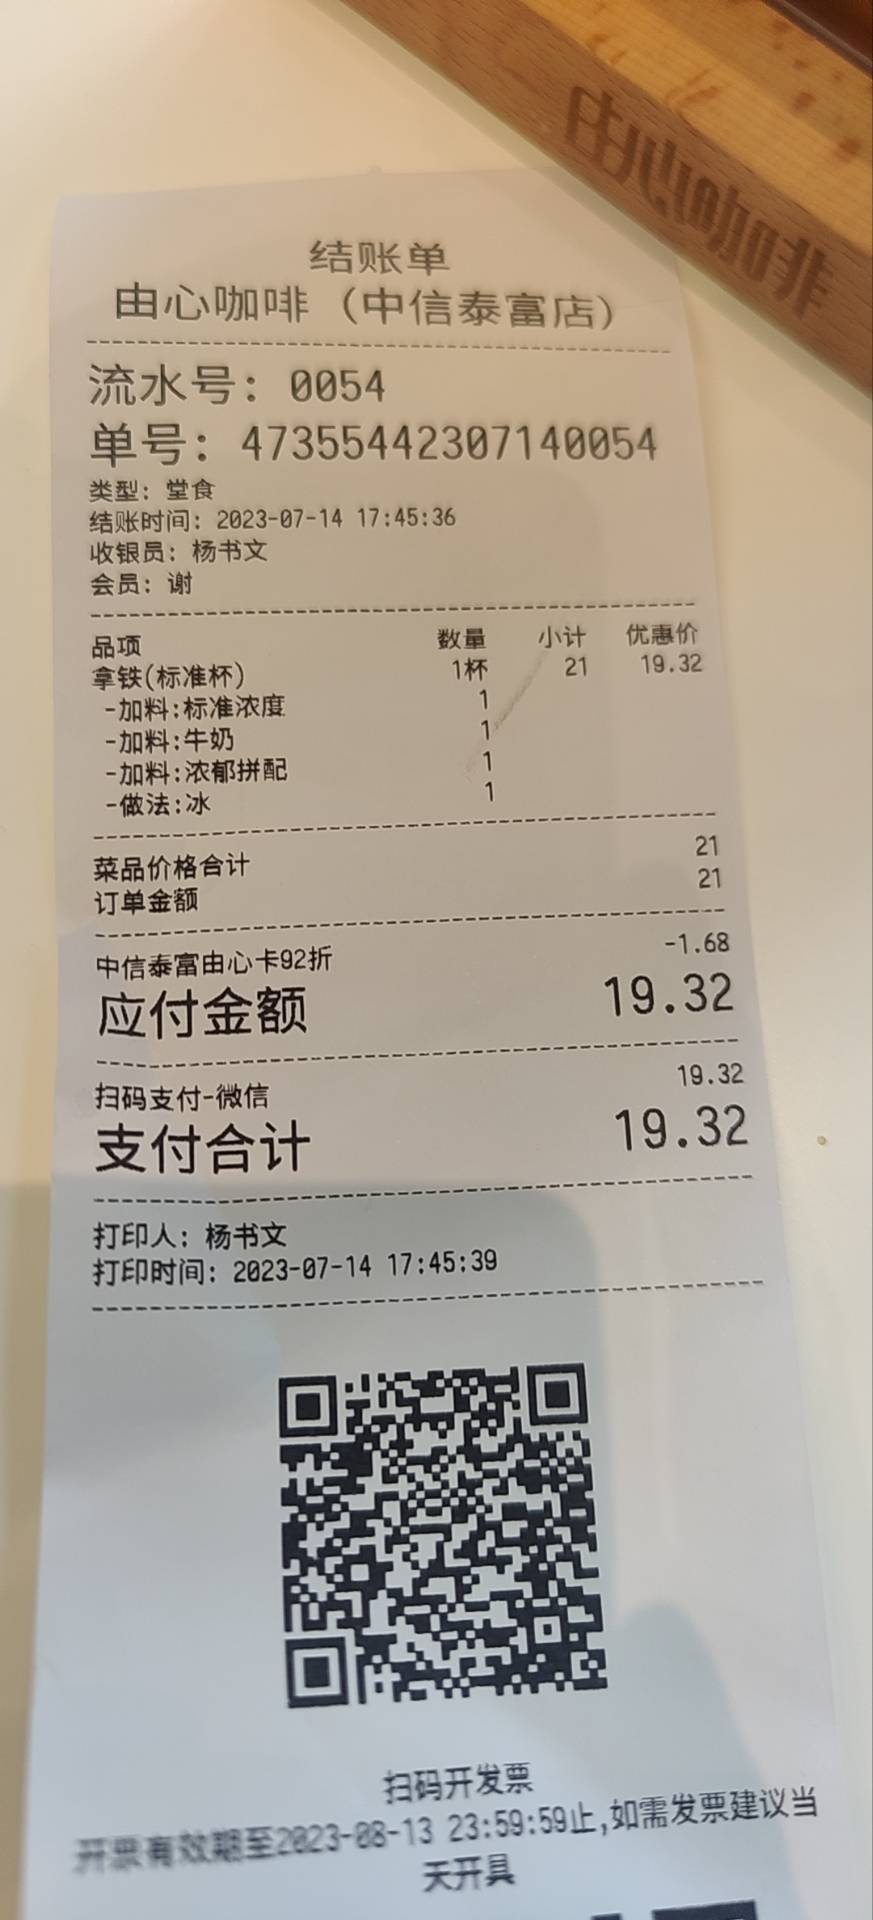 由心咖啡
结账单
由心咖啡（中信泰富店）
流水号：0054
单号：47355442307140054
类型：堂食
结账时间：2023-07-14 17:45:36
收银员：杨书文
会员：谢
品项 数量 小计 优惠价
拿铁(标准杯) 1杯 21 19.32
-加料:标准浓度 1
-加料:牛奶 1
-加料:浓郁拼配 1
-做法:冰 1
菜品价格合计 21
订单金额 21
中信泰富由心卡92折 -1.68
应付金额 19.32
扫码支付-微信 19.32
支付合计 19.32
打印人：杨书文
打印时间：2023-07-14 17:45:39
扫码开发票
开票有效期至2023-08-13 23:59:59止,如需发票建议当
天开具